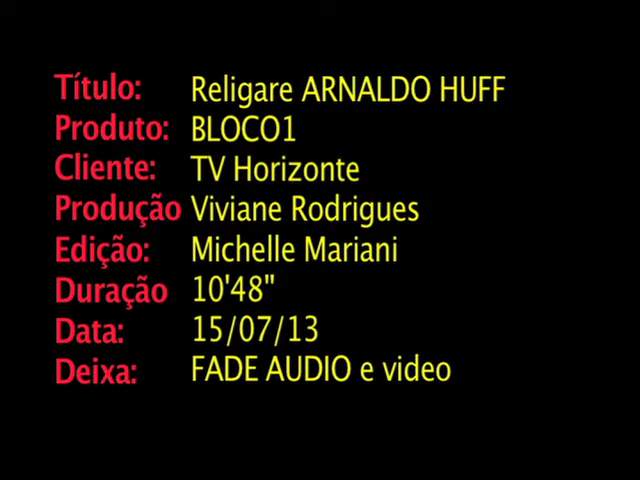 Título: Religare ARNALDO HUFF
Produto: BLOCO1
Cliente: TV Horizonte
Produção Viviane Rodrigues
Edição: Michelle Mariani
Duração 10'48"
Data: 15/07/13
Deixa: FADE AUDIO e video